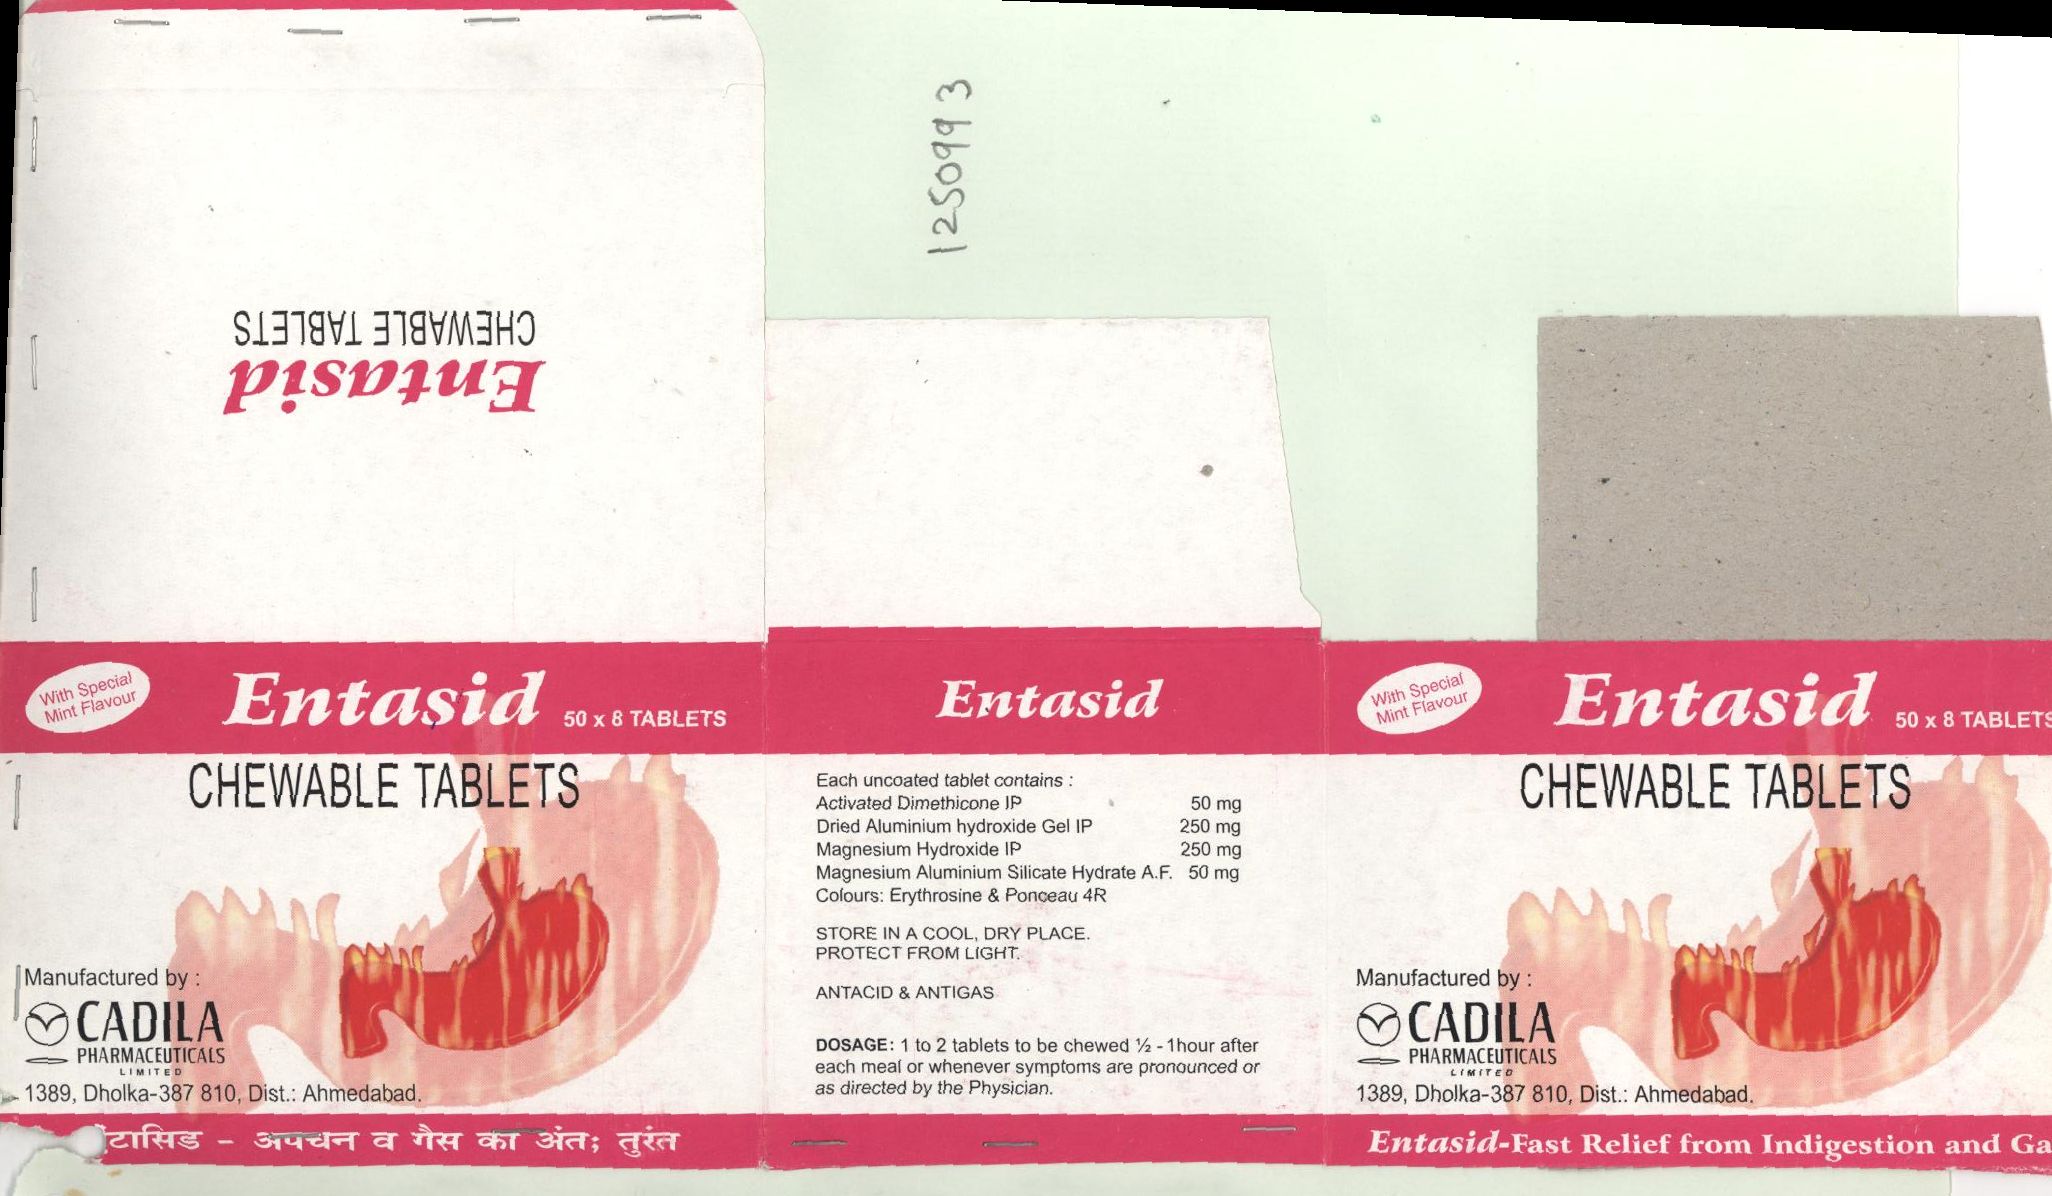 1250993
CHEWABLE TABLETS
Entasid
With Special
Mint Flavour
Entasid 50 x 8 TABLETS
CHEWABLE TABLETS
Manufactured by :
CADILA
PHARMACEUTICALS
LIMITED
1389, Dholka-387 810, Dist.: Ahmedabad.
- अपचन व गैस का अंत; तुरंत
Entasid
Each uncoated tablet contains :
Activated Dimethicone IP 50 mg
Dried Aluminium hydroxide Gel IP 250 mg
Magnesium Hydroxide IP 250 mg
Magnesium Aluminium Silicate Hydrate A.F. 50 mg
Colours: Erythrosine & Ponceau 4R
STORE IN A COOL, DRY PLACE.
PROTECT FROM LIGHT.
ANTACID & ANTIGAS
DOSAGE: 1 to 2 tablets to be chewed ½ - 1hour after
each meal or whenever symptoms are pronounced or
as directed by the Physician.
With Special
Mint Flavour
Entasid 50 x 8 TABLETS
CHEWABLE TABLETS
Manufactured by :
CADILA
PHARMACEUTICALS
LIMITED
1389, Dholka-387 810, Dist.: Ahmedabad.
Entasid-Fast Relief from Indigestion and